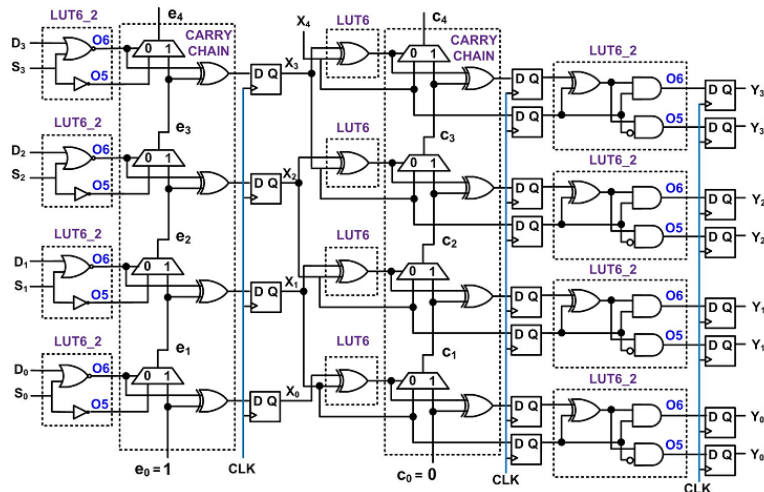 LUT6_2
D3
S3
O6
O5
e4
0 1
CARRY
CHAIN
D Q
X3
X4
LUT6
c4
0 1
CARRY
CHAIN
D Q
D Q
LUT6_2
O6
O5
D Q
D Q
Y3
Y3
LUT6_2
D2
S2
O6
O5
e3
0 1
D Q
X2
LUT6
c3
0 1
D Q
D Q
LUT6_2
O6
O5
D Q
D Q
Y2
Y2
LUT6_2
D1
S1
O6
O5
e2
0 1
D Q
X1
LUT6
c2
0 1
D Q
D Q
LUT6_2
O6
O5
D Q
D Q
Y1
Y1
LUT6_2
D0
S0
O6
O5
e1
0 1
D Q
X0
LUT6
c1
0 1
D Q
D Q
LUT6_2
O6
O5
D Q
D Q
Y0
Y0
e0 = 1
CLK
c0 = 0
CLK
CLK